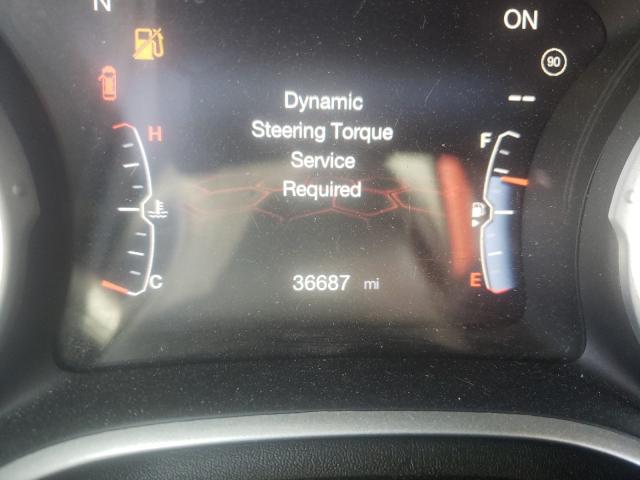 N
ON
90
--
Dynamic
Steering Torque
Service
Required
H
F
C
E
36687 mi